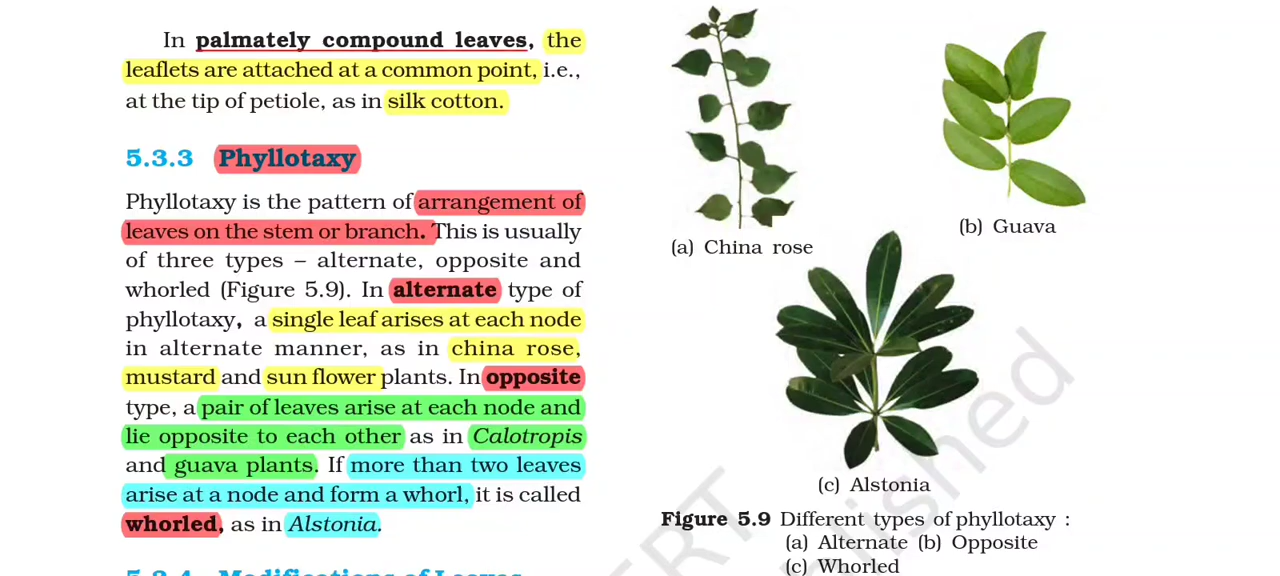 In palmately compound leaves, the
leaflets are attached at a common point, i.e.,
at the tip of petiole, as in silk cotton.
5.3.3 Phyllotaxy
Phyllotaxy is the pattern of arrangement of
leaves on the stem or branch. This is usually
of three types – alternate, opposite and
whorled (Figure 5.9). In alternate type of
phyllotaxy, a single leaf arises at each node
in alternate manner, as in china rose,
mustard and sun flower plants. In opposite
type, a pair of leaves arise at each node and
lie opposite to each other as in Calotropis
and guava plants. If more than two leaves
arise at a node and form a whorl, it is called
whorled, as in Alstonia.
5.3.4 Modifications of Leaves
(a) China rose
(b) Guava
(c) Alstonia
Figure 5.9 Different types of phyllotaxy :
(a) Alternate (b) Opposite
(c) Whorled